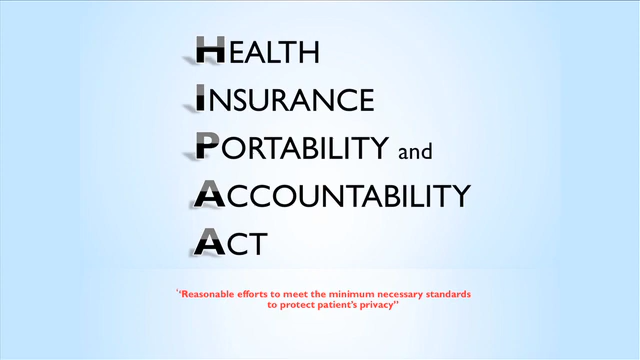 HEALTH
INSURANCE
PORTABILITY and
ACCOUNTABILITY
ACT
‘‘Reasonable efforts to meet the minimum necessary standards
to protect patient’s privacy’’